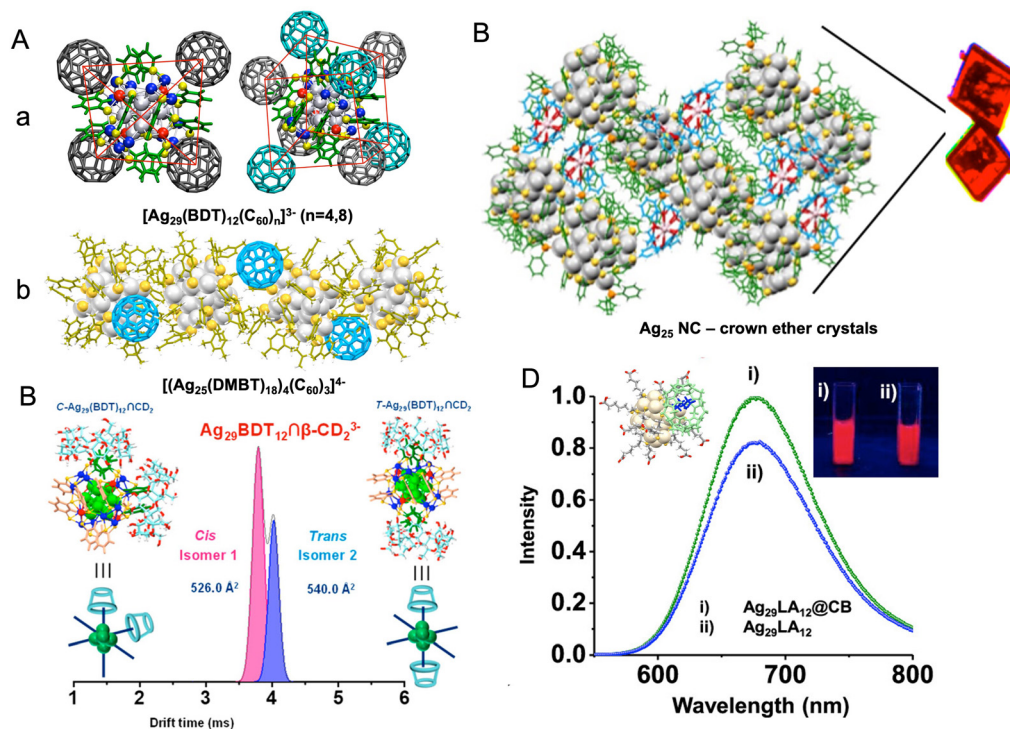 A
a
[Ag₂₉(BDT)₁₂(C₆₀)ₙ]³⁻ (n=4,8)
b
[(Ag₂₅(DMBT)₁₈)₄(C₆₀)₃]⁴⁻
B
Ag₂₅ NC – crown ether crystals
B
C-Ag₂₉(BDT)₁₂∩CD₂
T-Ag₂₉(BDT)₁₂∩CD₂
Ag₂₉BDT₁₂∩β-CD₂³⁻
Cis
Isomer 1
526.0 Å²
Trans
Isomer 2
540.0 Å²
1 2 3 4 5 6
Drift time (ms)
D
i)
ii)
i)
ii)
1.0
0.8
0.6
0.4
0.2
0.0
Intensity
i) Ag₂₉LA₁₂@CB
ii) Ag₂₉LA₁₂
600 700 800
Wavelength (nm)